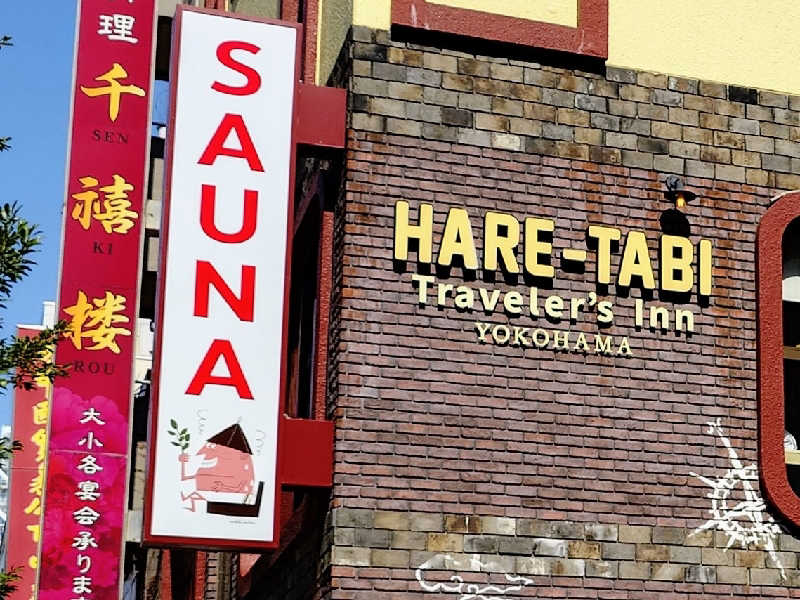 理
千
SEN
禧
KI
楼
ROU
大小各宴会承ります
SAUNA
HARE-TABI
Traveler's Inn
YOKOHAMA